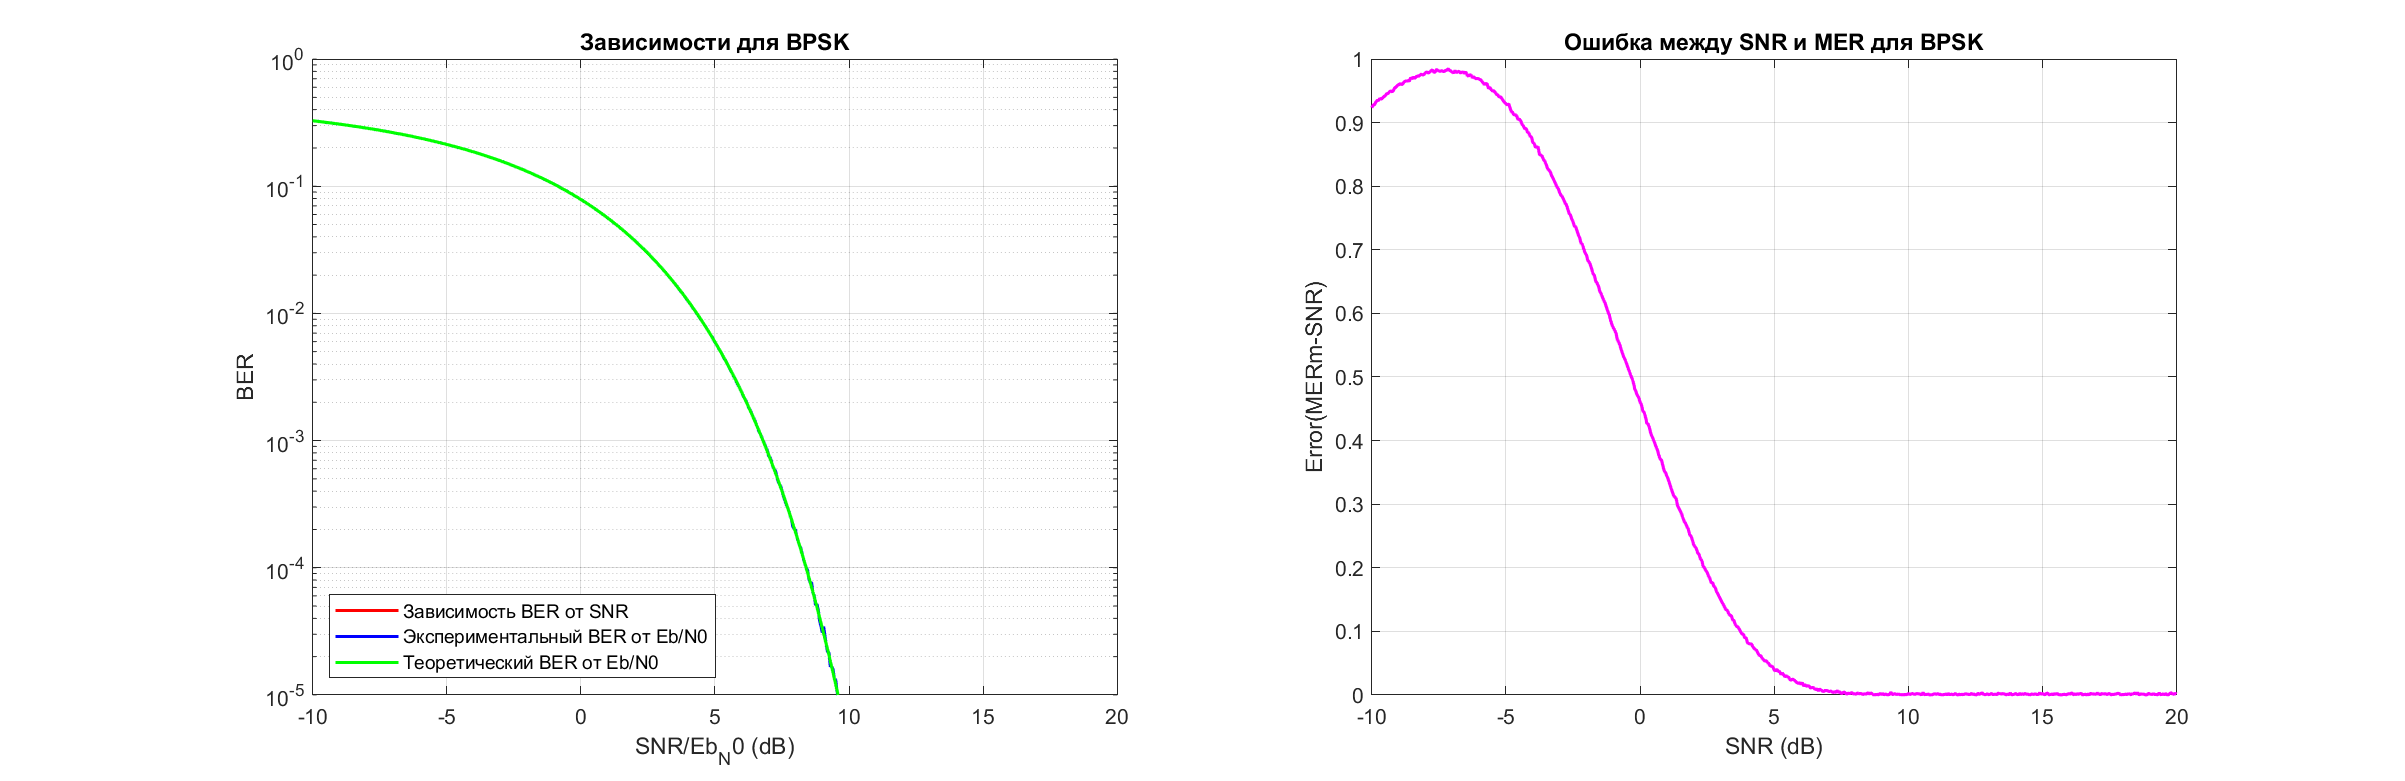 Зависимости для BPSK
10^0
10^-1
10^-2
10^-3
10^-4
10^-5
BER
Зависимость BER от SNR
Экспериментальный BER от Eb/N0
Теоретический BER от Eb/N0
-10 -5 0 5 10 15 20
SNR/Eb_N0 (dB)
Ошибка между SNR и MER для BPSK
1
0.9
0.8
0.7
0.6
0.5
0.4
0.3
0.2
0.1
0
Error(MERm-SNR)
-10 -5 0 5 10 15 20
SNR (dB)